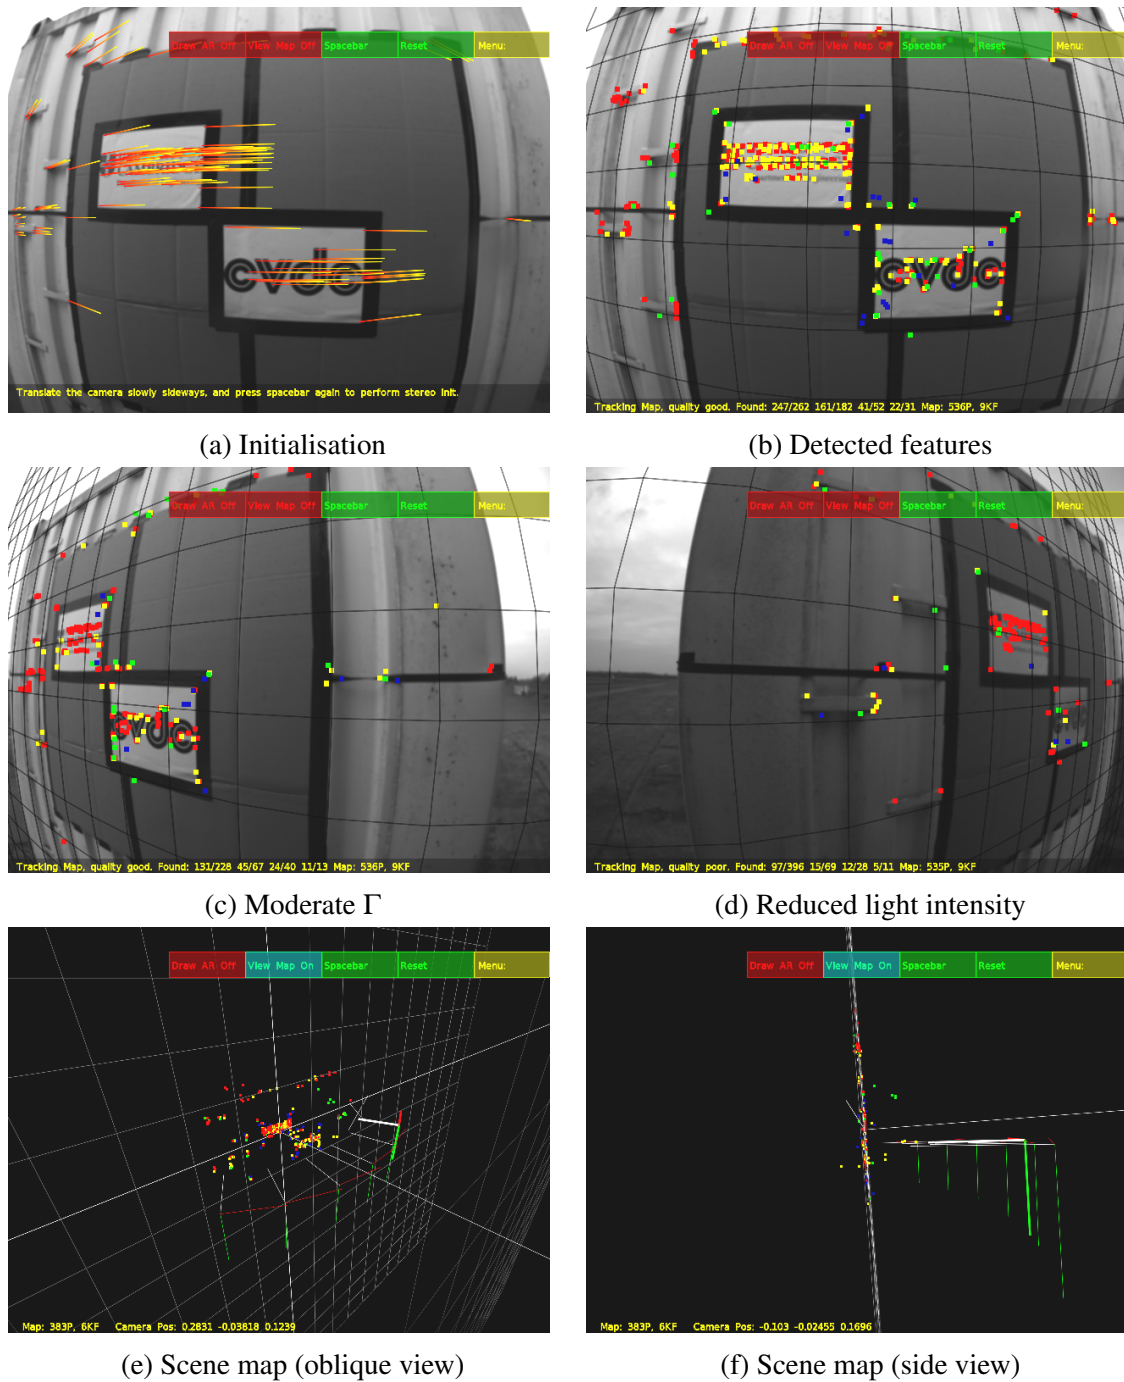 Draw AR Off View Map Off Spacebar Reset Menu:
cvdc
Translate the camera slowly sideways, and press spacebar again to perform stereo init.
(a) Initialisation
Draw AR Off View Map Off Spacebar Reset Menu:
cvdc
Tracking Map, quality good. Found: 247/262 161/182 41/52 22/31 Map: 536P, 9KF
(b) Detected features
Draw AR Off View Map Off Spacebar Reset Menu:
cvdc
Tracking Map, quality good. Found: 131/228 45/67 24/40 11/13 Map: 536P, 9KF
(c) Moderate Γ
Draw AR Off View Map Off Spacebar Reset Menu:
Tracking Map, quality poor. Found: 97/396 15/69 12/28 5/11 Map: 535P, 9KF
(d) Reduced light intensity
Draw AR Off View Map On Spacebar Reset Menu:
Map: 383P, 6KF Camera Pos: 0.2831 -0.03818 0.1239
(e) Scene map (oblique view)
Draw AR Off View Map On Spacebar Reset Menu:
Map: 383P, 6KF Camera Pos: -0.103 -0.02455 0.1696
(f) Scene map (side view)